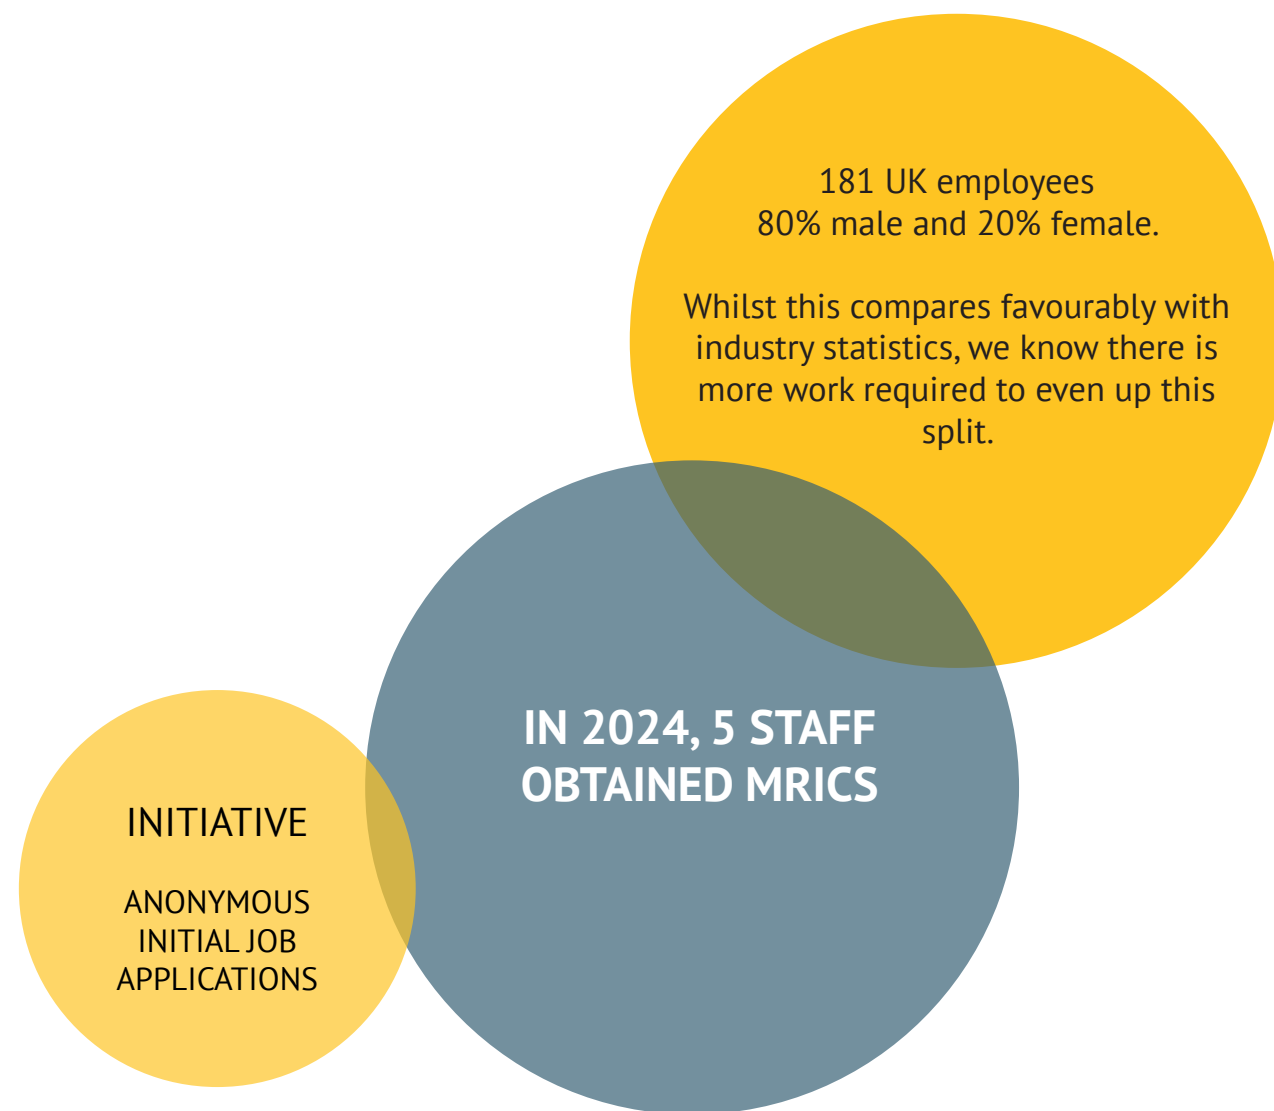 181 UK employees
80% male and 20% female.
Whilst this compares favourably with
industry statistics, we know there is
more work required to even up this
split.
IN 2024, 5 STAFF
OBTAINED MRICS
INITIATIVE
ANONYMOUS
INITIAL JOB
APPLICATIONS